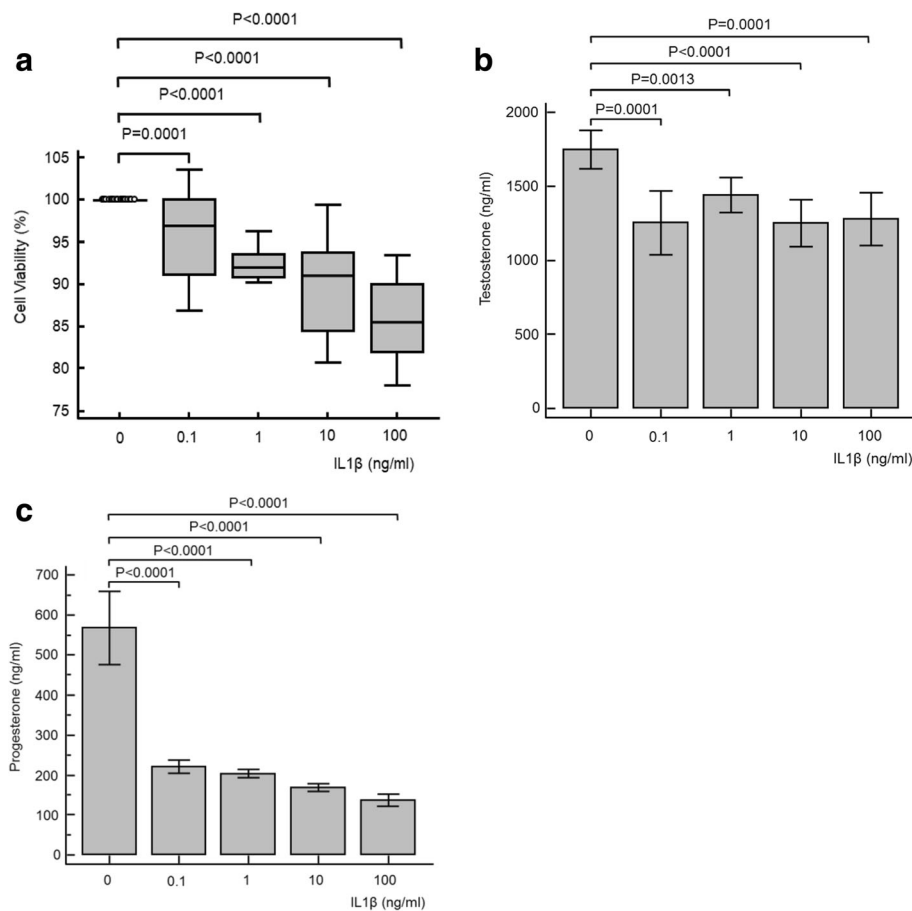 a
P<0.0001
P<0.0001
P<0.0001
P=0.0001
105
100
95
90
85
80
75
Cell Viability (%)
0 0.1 1 10 100
IL1β (ng/ml)
b
P=0.0001
P<0.0001
P=0.0013
P=0.0001
2000
1500
1000
500
0
Testosterone (ng/ml)
0 0.1 1 10 100
IL1β (ng/ml)
c
P<0.0001
P<0.0001
P<0.0001
P<0.0001
700
600
500
400
300
200
100
0
Progesterone (ng/ml)
0 0.1 1 10 100
IL1β (ng/ml)